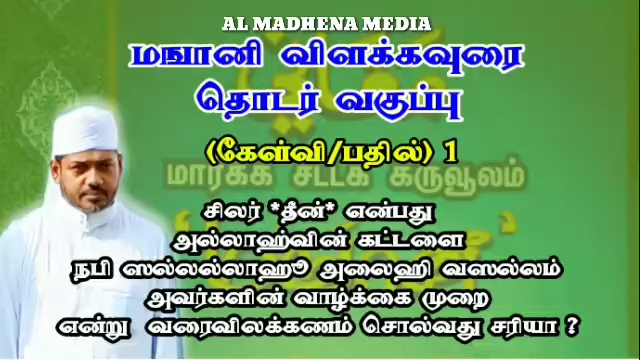 AL MADHENA MEDIA
மஙானி விளக்கவுரை
தொடர் வகுப்பு
(கேள்வி/பதில்) 1
மார்க்க சட்டக் கருவூலம்
சிலர் *தீன்* என்பது
அல்லாஹ்வின் கட்டளை
நபி ஸல்லல்லாஹூ அலைஹி வஸல்லம்
அவர்களின் வாழ்க்கை முறை
என்று வரைவிலக்கணம் சொல்வது சரியா ?